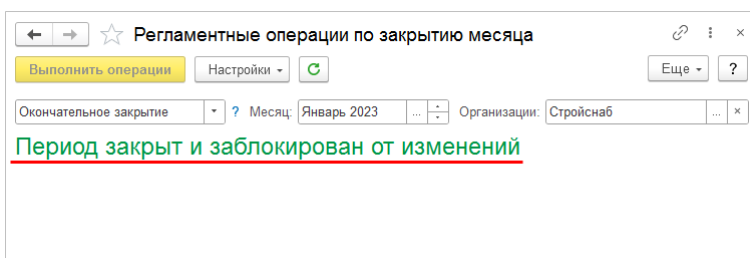 Регламентные операции по закрытию месяца
Выполнить операции Настройки Еще ?
Окончательное закрытие ? Месяц: Январь 2023 ... Организации: Стройснаб ... ×
Период закрыт и заблокирован от изменений